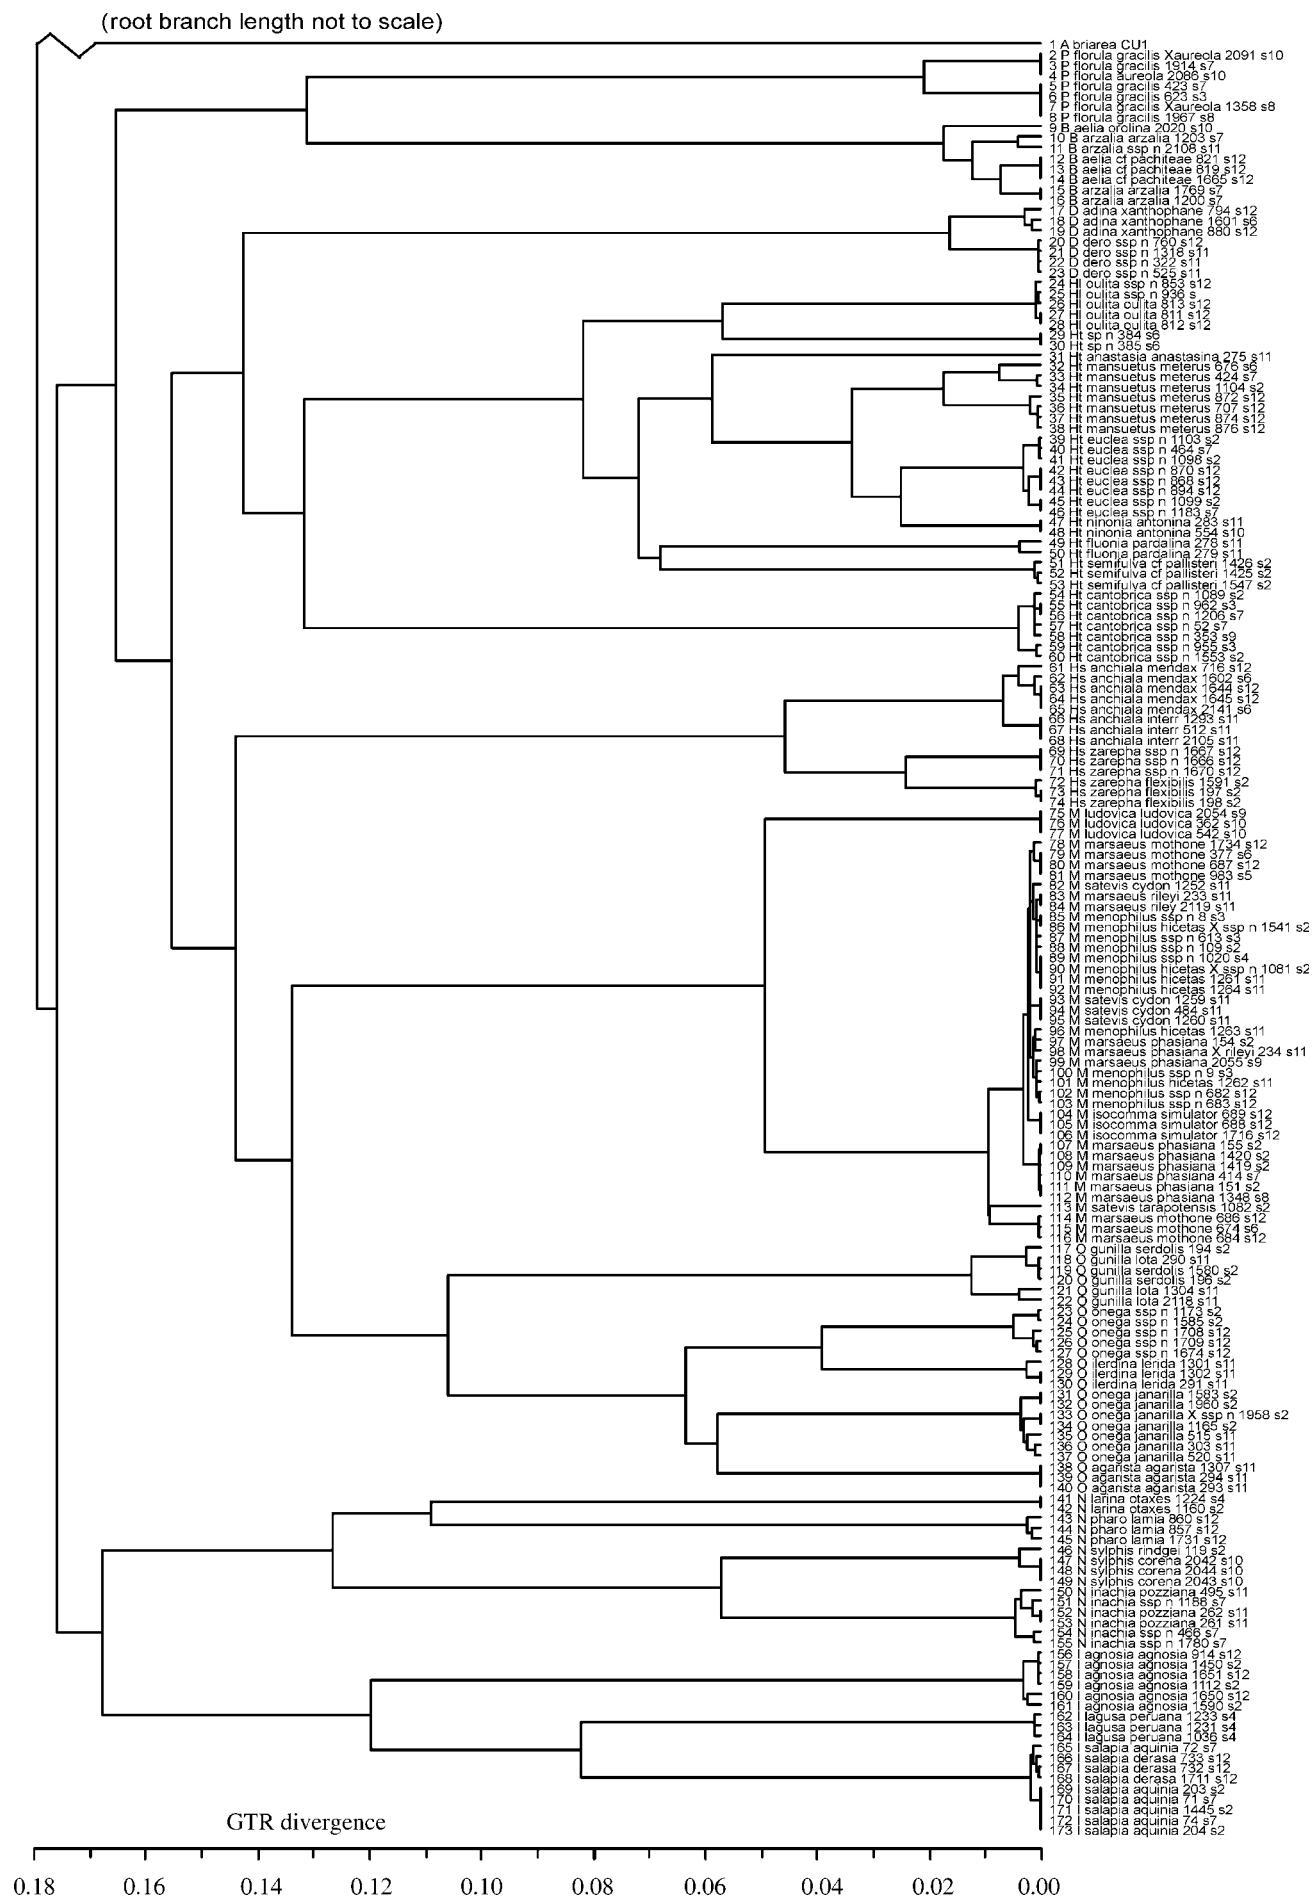 (root branch length not to scale)
1 A briarea CU1
2 P florula gracilis Xaureola 2091 s10
3 P florula gracilis 1914 s7
4 P florula aureola 2086 s10
5 P florula gracilis 423 s7
6 P florula gracilis 623 s3
7 P florula gracilis Xaureola 1358 s8
8 P florula gracilis 1967 s8
9 B aelia orolina 2020 s10
10 B arzalia arzalia 1203 s7
11 B arzalia ssp n 2108 s11
12 B aelia cf pachiteae 821 s12
13 B aelia cf pachiteae 819 s12
14 B aelia cf pachiteae 1665 s12
15 B arzalia arzalia 1769 s7
16 B arzalia arzalia 1200 s7
17 D adina xanthophane 794 s12
18 D adina xanthophane 1601 s6
19 D adina xanthophane 880 s12
20 D dero ssp n 760 s12
21 D dero ssp n 1318 s11
22 D dero ssp n 322 s11
23 D dero ssp n 525 s11
24 Hl oulita ssp n 853 s12
25 Hl oulita ssp n 936 s
26 Hl oulita oulita 813 s12
27 Hl oulita oulita 811 s12
28 Hl oulita oulita 812 s12
29 Ht sp n 384 s6
30 Ht sp n 385 s6
31 Ht anastasia anastasina 275 s11
32 Ht mansuetus meterus 676 s6
33 Ht mansuetus meterus 424 s7
34 Ht mansuetus meterus 1104 s2
35 Ht mansuetus meterus 872 s12
36 Ht mansuetus meterus 707 s12
37 Ht mansuetus meterus 874 s12
38 Ht mansuetus meterus 876 s12
39 Ht euclea ssp n 1103 s2
40 Ht euclea ssp n 464 s7
41 Ht euclea ssp n 1098 s2
42 Ht euclea ssp n 870 s12
43 Ht euclea ssp n 868 s12
44 Ht euclea ssp n 894 s12
45 Ht euclea ssp n 1099 s2
46 Ht euclea ssp n 1183 s7
47 Ht ninonia antonina 283 s11
48 Ht ninonia antonina 554 s10
49 Ht fluonia pardalina 278 s11
50 Ht fluonia pardalina 279 s11
51 Ht semifulva cf pallisteri 1426 s2
52 Ht semifulva cf pallisteri 1425 s2
53 Ht semifulva cf pallisteri 1547 s2
54 Ht cantobrica ssp n 1089 s2
55 Ht cantobrica ssp n 962 s3
56 Ht cantobrica ssp n 1206 s7
57 Ht cantobrica ssp n 52 s7
58 Ht cantobrica ssp n 353 s9
59 Ht cantobrica ssp n 955 s3
60 Ht cantobrica ssp n 1553 s2
61 Hs anchiala mendax 716 s12
62 Hs anchiala mendax 1602 s6
63 Hs anchiala mendax 1644 s12
64 Hs anchiala mendax 1645 s12
65 Hs anchiala mendax 2141 s6
66 Hs anchiala interr 1293 s11
67 Hs anchiala interr 512 s11
68 Hs anchiala interr 2105 s11
69 Hs zarepha ssp n 1667 s12
70 Hs zarepha ssp n 1666 s12
71 Hs zarepha ssp n 1670 s12
72 Hs zarepha flexibilis 1591 s2
73 Hs zarepha flexibilis 197 s2
74 Hs zarepha flexibilis 198 s2
75 M ludovica ludovica 2054 s9
76 M ludovica ludovica 362 s10
77 M ludovica ludovica 542 s10
78 M marsaeus mothone 1734 s12
79 M marsaeus mothone 377 s6
80 M marsaeus mothone 687 s12
81 M marsaeus mothone 983 s5
82 M satevis cydon 1252 s11
83 M marsaeus rileyi 233 s11
84 M marsaeus riley 2119 s11
85 M menophilus ssp n 8 s3
86 M menophilus hicetas X ssp n 1541 s2
87 M menophilus ssp n 613 s3
88 M menophilus ssp n 109 s2
89 M menophilus ssp n 1020 s4
90 M menophilus hicetas X ssp n 1081 s2
91 M menophilus hicetas 1261 s11
92 M menophilus hicetas 1264 s11
93 M satevis cydon 1259 s11
94 M satevis cydon 484 s11
95 M satevis cydon 1260 s11
96 M menophilus hicetas 1263 s11
97 M marsaeus phasiana 154 s2
98 M marsaeus phasiana X rileyi 234 s11
99 M marsaeus phasiana 2055 s9
100 M menophilus ssp n 9 s3
101 M menophilus hicetas 1262 s11
102 M menophilus ssp n 682 s12
103 M menophilus ssp n 683 s12
104 M isocomma simulator 689 s12
105 M isocomma simulator 688 s12
106 M isocomma simulator 1716 s12
107 M marsaeus phasiana 155 s2
108 M marsaeus phasiana 1420 s2
109 M marsaeus phasiana 1419 s2
110 M marsaeus phasiana 414 s7
111 M marsaeus phasiana 151 s2
112 M marsaeus phasiana 1348 s8
113 M satevis tarapotensis 1082 s2
114 M marsaeus mothone 686 s12
115 M marsaeus mothone 674 s6
116 M marsaeus mothone 684 s12
117 O gunilla serdolis 194 s2
118 O gunilla lota 290 s11
119 O gunilla serdolis 1580 s2
120 O gunilla serdolis 196 s2
121 O gunilla lota 1304 s11
122 O gunilla lota 2118 s11
123 O onega ssp n 1173 s2
124 O onega ssp n 1585 s2
125 O onega ssp n 1708 s12
126 O onega ssp n 1709 s12
127 O onega ssp n 1674 s12
128 O ilerdina lerida 1301 s11
129 O ilerdina lerida 1302 s11
130 O ilerdina lerida 291 s11
131 O onega janarilla 1583 s2
132 O onega janarilla 1960 s2
133 O onega janarilla X ssp n 1958 s2
134 O onega janarilla 1165 s2
135 O onega janarilla 515 s11
136 O onega janarilla 303 s11
137 O onega janarilla 520 s11
138 O agarista agarista 1307 s11
139 O agarista agarista 294 s11
140 O agarista agarista 293 s11
141 N larina otaxes 1224 s4
142 N larina otaxes 1160 s2
143 N pharo lamia 860 s12
144 N pharo lamia 857 s12
145 N pharo lamia 1731 s12
146 N sylphis rindgei 119 s2
147 N sylphis corena 2042 s10
148 N sylphis corena 2044 s10
149 N sylphis corena 2043 s10
150 N inachia pozziana 495 s11
151 N inachia ssp n 1188 s7
152 N inachia pozziana 262 s11
153 N inachia pozziana 261 s11
154 N inachia ssp n 466 s7
155 N inachia ssp n 1780 s7
156 I agnosia agnosia 914 s12
157 I agnosia agnosia 1450 s2
158 I agnosia agnosia 1651 s12
159 I agnosia agnosia 1112 s2
160 I agnosia agnosia 1650 s12
161 I agnosia agnosia 1590 s2
162 I lagusa peruana 1233 s4
163 I lagusa peruana 1231 s4
164 I lagusa peruana 1036 s4
165 I salapia aquinia 72 s7
166 I salapia derasa 733 s12
167 I salapia derasa 732 s12
168 I salapia derasa 1711 s12
169 I salapia aquinia 203 s2
170 I salapia aquinia 71 s7
171 I salapia aquinia 1445 s2
172 I salapia aquinia 74 s7
173 I salapia aquinia 204 s2
GTR divergence
0.18 0.16 0.14 0.12 0.10 0.08 0.06 0.04 0.02 0.00